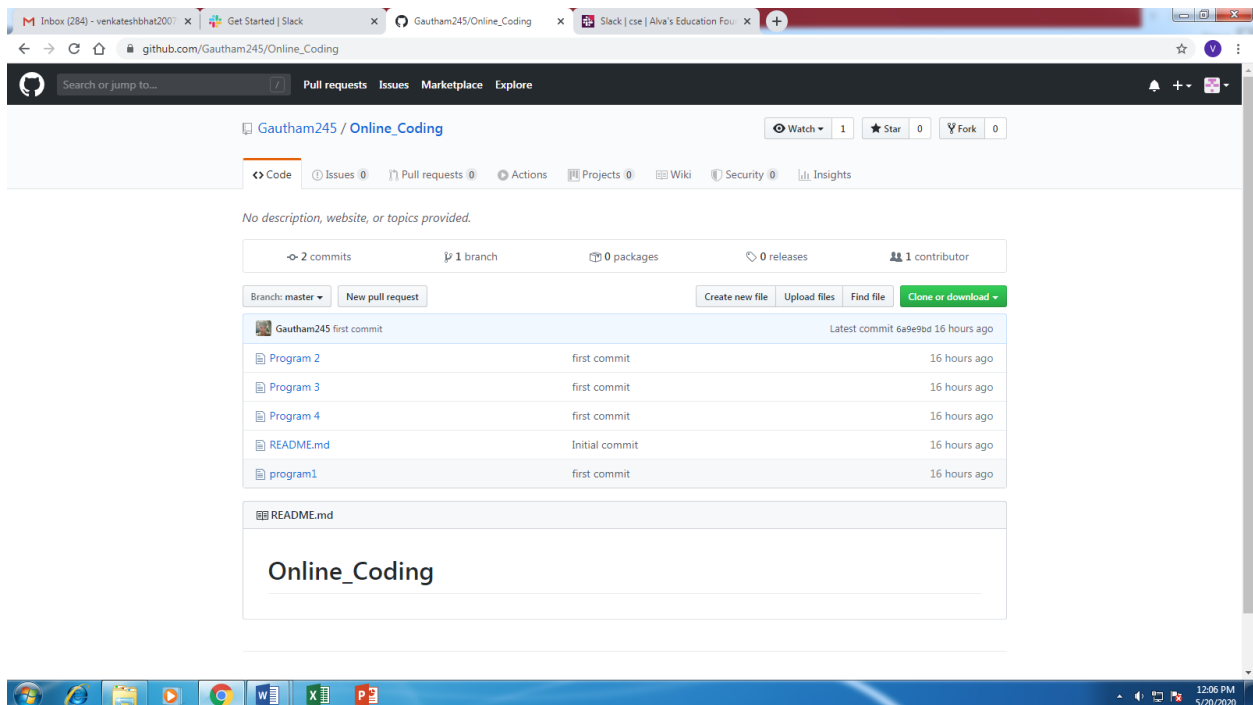 Inbox (284) - venkateshbhat2007 Get Started | Slack Gautham245/Online_Coding Slack | cse | Alva's Education Fou
github.com/Gautham245/Online_Coding V
Search or jump to... / Pull requests Issues Marketplace Explore
Gautham245 / Online_Coding Watch 1 Star 0 Fork 0
Code Issues 0 Pull requests 0 Actions Projects 0 Wiki Security 0 Insights
No description, website, or topics provided.
2 commits 1 branch 0 packages 0 releases 1 contributor
Branch: master New pull request Create new file Upload files Find file Clone or download
Gautham245 first commit Latest commit 6a9e9bd 16 hours ago
Program 2 first commit 16 hours ago
Program 3 first commit 16 hours ago
Program 4 first commit 16 hours ago
README.md Initial commit 16 hours ago
program1 first commit 16 hours ago
README.md
Online_Coding
12:06 PM
5/20/2020